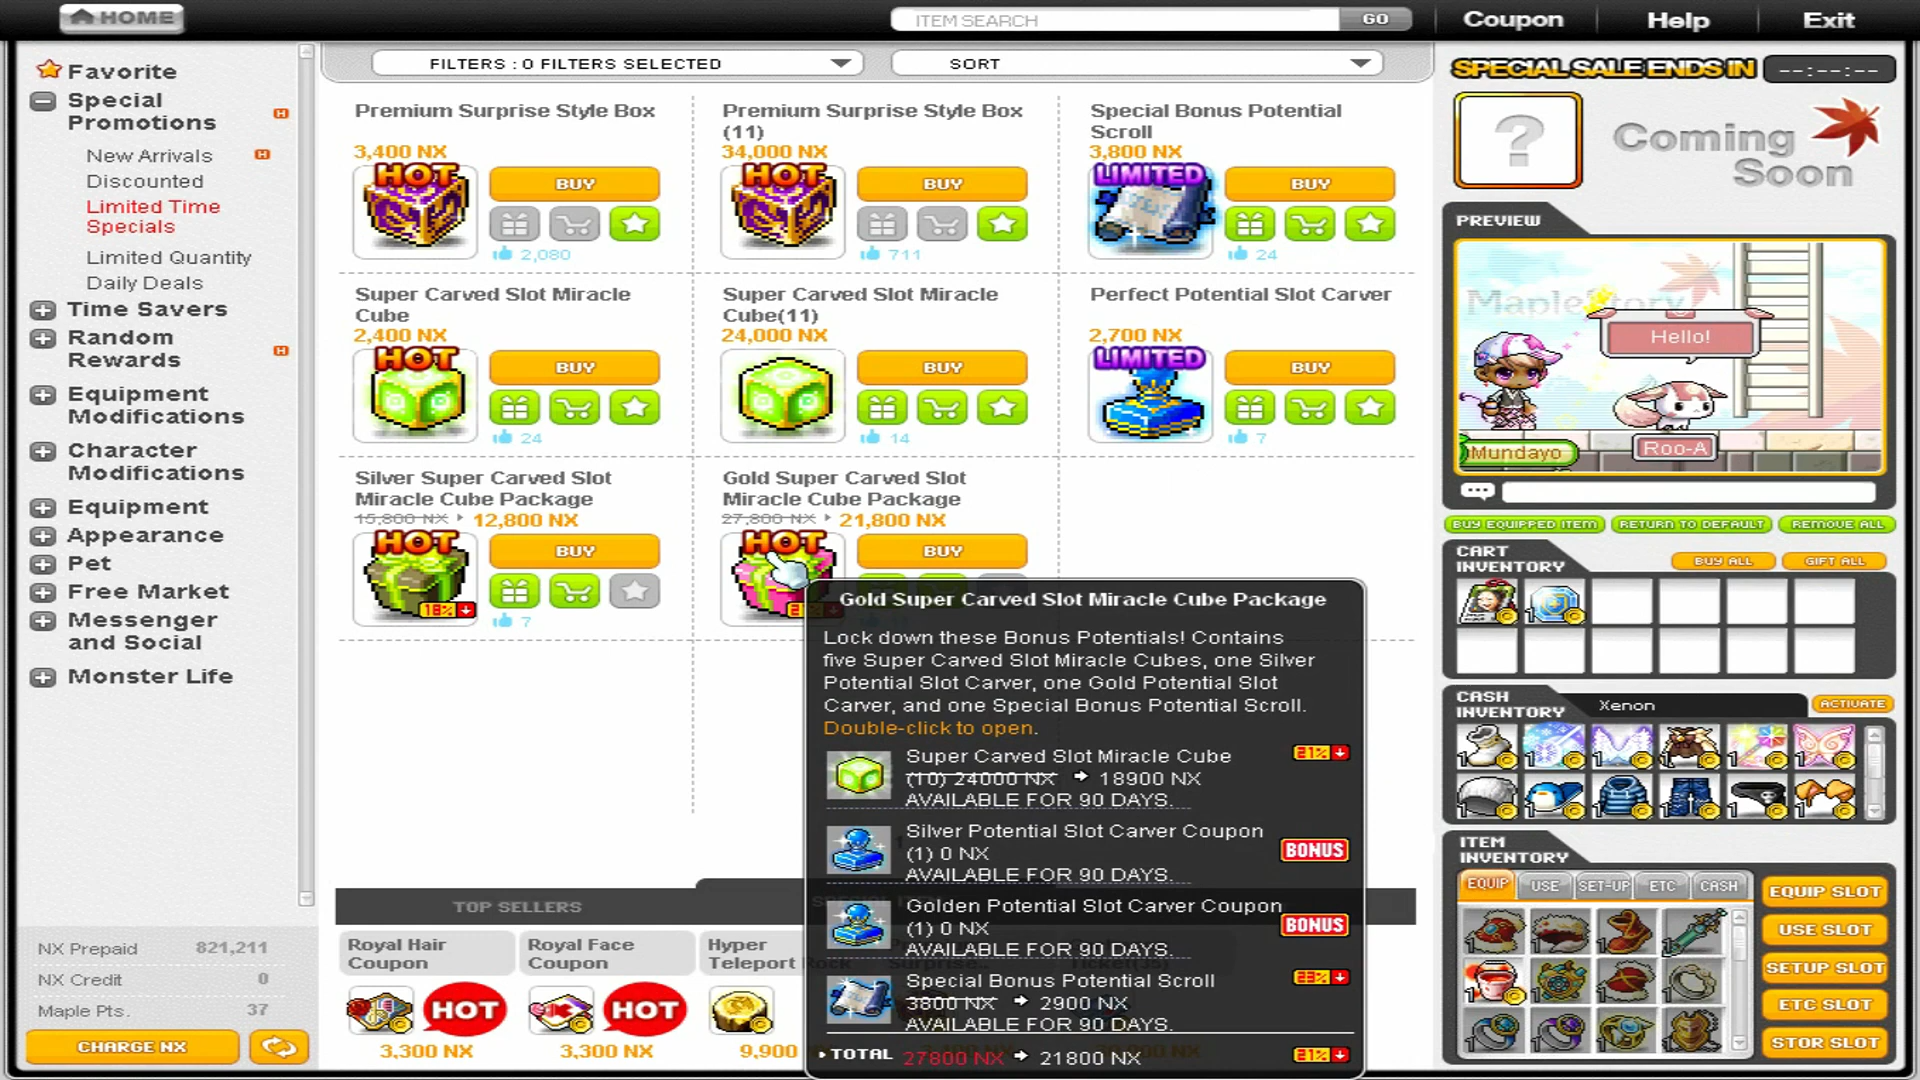 HOME
ITEM SEARCH
GO
Coupon
Help
Exit
Favorite
Special
Promotions
New Arrivals
Discounted
Limited Time
Specials
Limited Quantity
Daily Deals
Time Savers
Random
Rewards
Equipment
Modifications
Character
Modifications
Equipment
Appearance
Pet
Free Market
Messenger
and Social
Monster Life
NX Prepaid 821,211
NX Credit 0
Maple Pts. 37
CHARGE NX
FILTERS : 0 FILTERS SELECTED
SORT
Premium Surprise Style Box
3,400 NX
HOT
BUY
2,080
Premium Surprise Style Box
(11)
34,000 NX
HOT
BUY
711
Special Bonus Potential
Scroll
3,800 NX
LIMITED
BUY
24
Super Carved Slot Miracle
Cube
2,400 NX
HOT
BUY
24
Super Carved Slot Miracle
Cube(11)
24,000 NX
BUY
14
Perfect Potential Slot Carver
2,700 NX
LIMITED
BUY
7
Silver Super Carved Slot
Miracle Cube Package
15,800 NX 12,800 NX
HOT
BUY
18%
7
Gold Super Carved Slot
Miracle Cube Package
27,800 NX 21,800 NX
HOT
BUY
Gold Super Carved Slot Miracle Cube Package
Lock down these Bonus Potentials! Contains
five Super Carved Slot Miracle Cubes, one Silver
Potential Slot Carver, one Gold Potential Slot
Carver, and one Special Bonus Potential Scroll.
Double-click to open.
Super Carved Slot Miracle Cube
21%
(10) 24000 NX 18900 NX
AVAILABLE FOR 90 DAYS.
Silver Potential Slot Carver Coupon
(1) 0 NX
BONUS
AVAILABLE FOR 90 DAYS.
Golden Potential Slot Carver Coupon
(1) 0 NX
BONUS
AVAILABLE FOR 90 DAYS.
Special Bonus Potential Scroll
23%
3800 NX 2900 NX
AVAILABLE FOR 90 DAYS.
TOTAL 27800 NX 21800 NX
21%
TOP SELLERS
Royal Hair
Coupon
HOT
3,300 NX
Royal Face
Coupon
HOT
3,300 NX
Hyper
Teleport Rock
9,900
SPECIAL SALE ENDS IN
--:--:--
?
Coming
Soon
PREVIEW
MapleStory
Hello!
Mundayo
Roo-A
BUY EQUIPPED ITEM
RETURN TO DEFAULT
REMOVE ALL
CART
INVENTORY
BUY ALL
GIFT ALL
CASH
INVENTORY
Xenon
ACTIVATE
ITEM
INVENTORY
EQUIP
USE
SET-UP
ETC
CASH
EQUIP SLOT
USE SLOT
SETUP SLOT
ETC SLOT
STOR SLOT